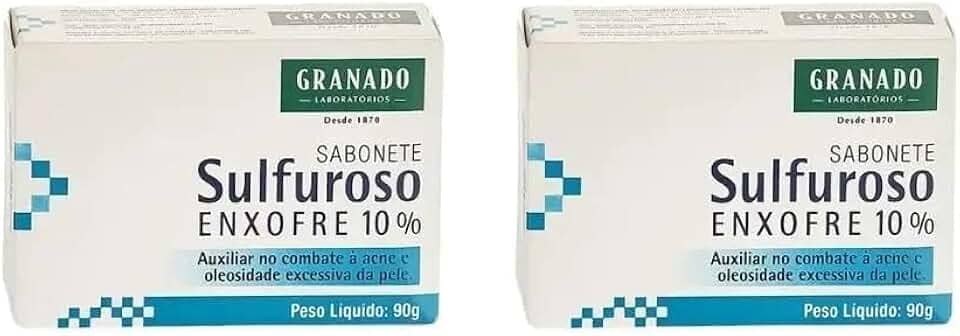 GRANADO
GRANADO
LABORATÓRIOS
Desde 1870
SABONETE
Sulfuroso
ENXOFRE 10%
Auxiliar no combate à acne e
oleosidade excessiva da pele.
Peso Líquido: 90g
GRANADO
GRANADO
LABORATÓRIOS
Desde 1870
SABONETE
Sulfuroso
ENXOFRE 10%
Auxiliar no combate à acne e
oleosidade excessiva da pele.
Peso Líquido: 90g